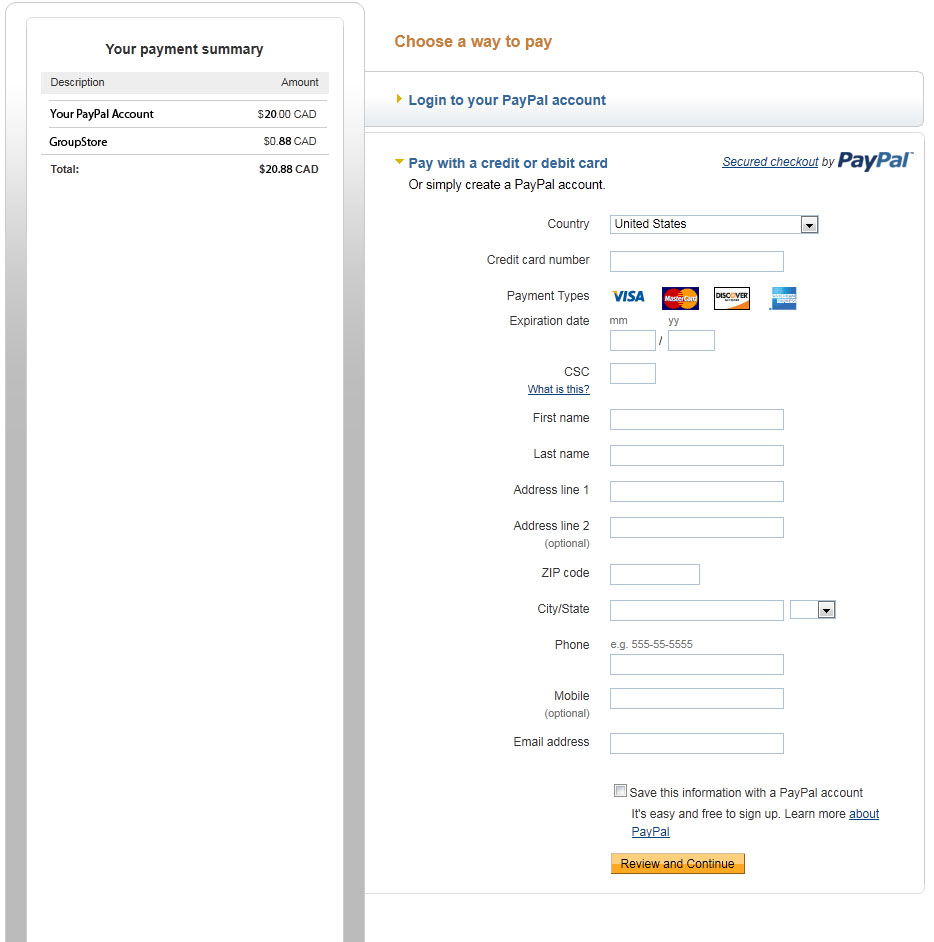 Your payment summary
Description Amount
Your PayPal Account $20.00 CAD
GroupStore $0.88 CAD
Total: $20.88 CAD
Choose a way to pay
Login to your PayPal account
Pay with a credit or debit card
Secured checkout by PayPal™
Or simply create a PayPal account.
Country United States
Credit card number
Payment Types VISA MasterCard DISCOVER
Expiration date mm yy
/
CSC
What is this?
First name
Last name
Address line 1
Address line 2
(optional)
ZIP code
City/State
Phone e.g. 555-55-5555
Mobile
(optional)
Email address
Save this information with a PayPal account
It's easy and free to sign up. Learn more about
PayPal
Review and Continue